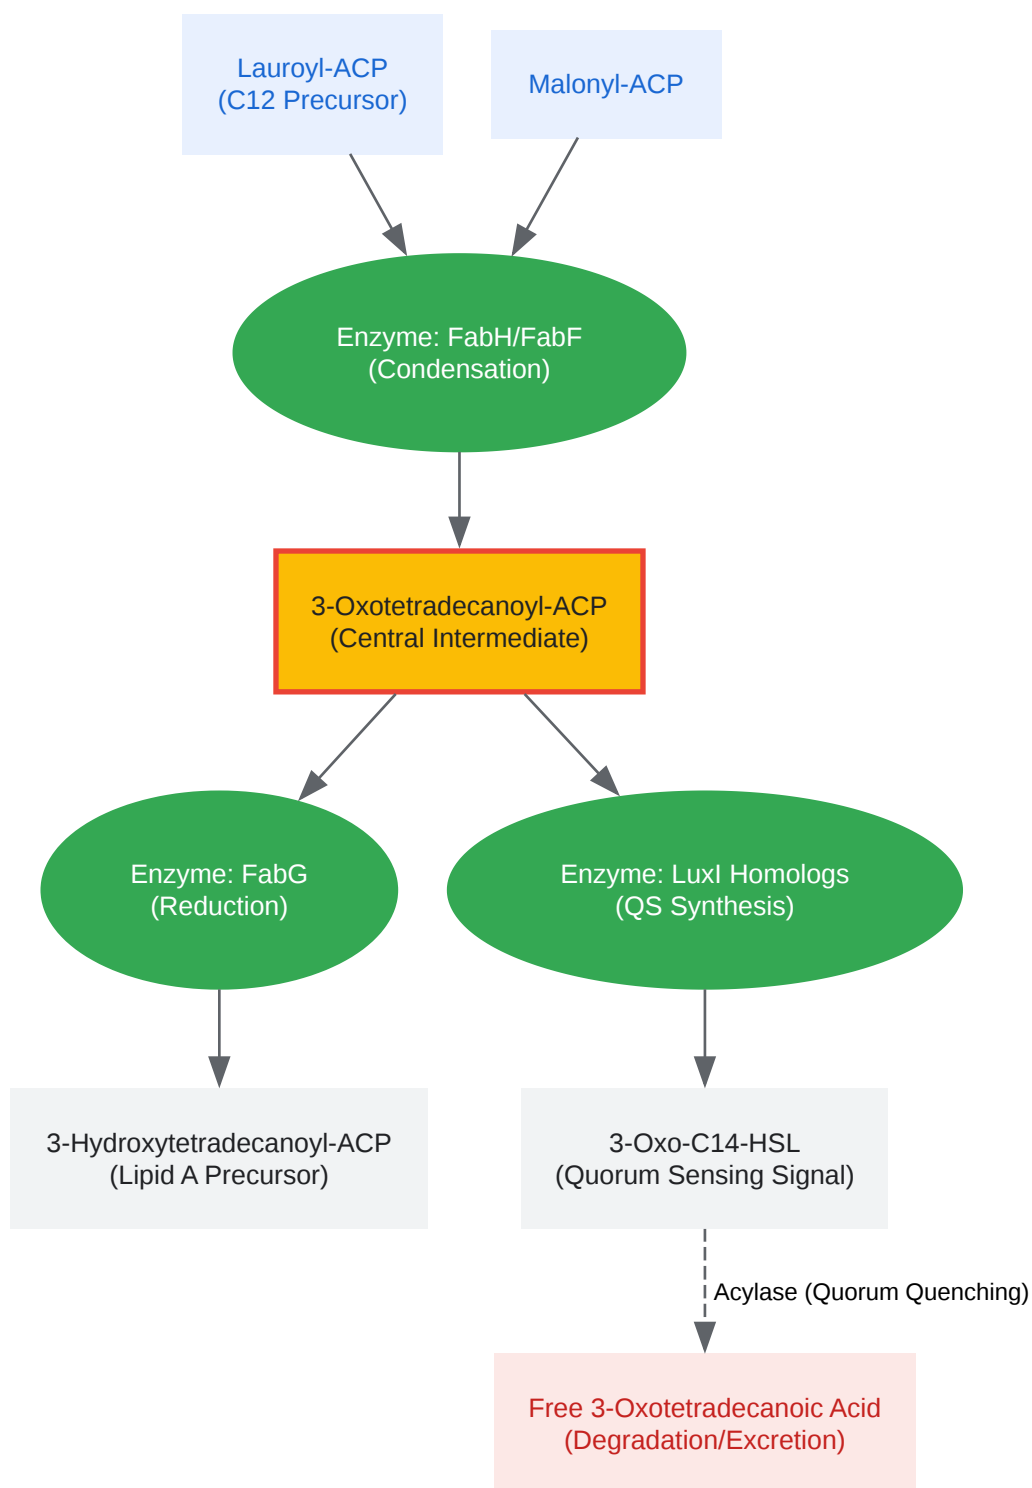 Lauroyl-ACP
(C12 Precursor)
Malonyl-ACP
Enzyme: FabH/FabF
(Condensation)
3-Oxotetradecanoyl-ACP
(Central Intermediate)
Enzyme: FabG
(Reduction)
Enzyme: LuxI Homologs
(QS Synthesis)
3-Hydroxytetradecanoyl-ACP
(Lipid A Precursor)
3-Oxo-C14-HSL
(Quorum Sensing Signal)
Acylase (Quorum Quenching)
Free 3-Oxotetradecanoic Acid
(Degradation/Excretion)